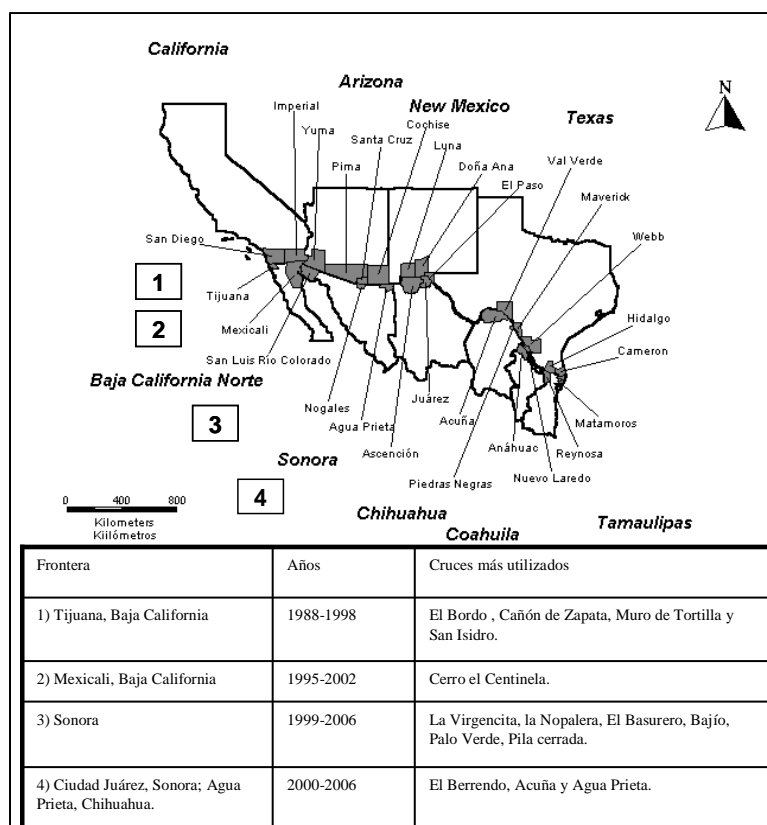 California
Arizona
New Mexico
Texas
N
Imperial
Yuma
Santa Cruz
Cochise
Luna
Pima
Doña Ana
El Paso
Val Verde
Maverick
Webb
San Diego
1
Tijuana
2
Mexicali
Hidalgo
San Luis Río Colorado
Cameron
Baja California Norte
Nogales
Juárez
Acuña
Matamoros
3
Agua Prieta
Anáhuac
Reynosa
Ascención
Sonora
Piedras Negras
Nuevo Laredo
4
0 400 800
Kilometers
Kiilómetros
Chihuahua
Coahuila
Tamaulipas
Frontera Años Cruces más utilizados
1) Tijuana, Baja California 1988-1998 El Bordo , Cañón de Zapata, Muro de Tortilla y
San Isidro.
2) Mexicali, Baja California 1995-2002 Cerro el Centinela.
3) Sonora 1999-2006 La Virgencita, la Nopalera, El Basurero, Bajío,
Palo Verde, Pila cerrada.
4) Ciudad Juárez, Sonora; Agua 2000-2006 El Berrendo, Acuña y Agua Prieta.
Prieta, Chihuahua.